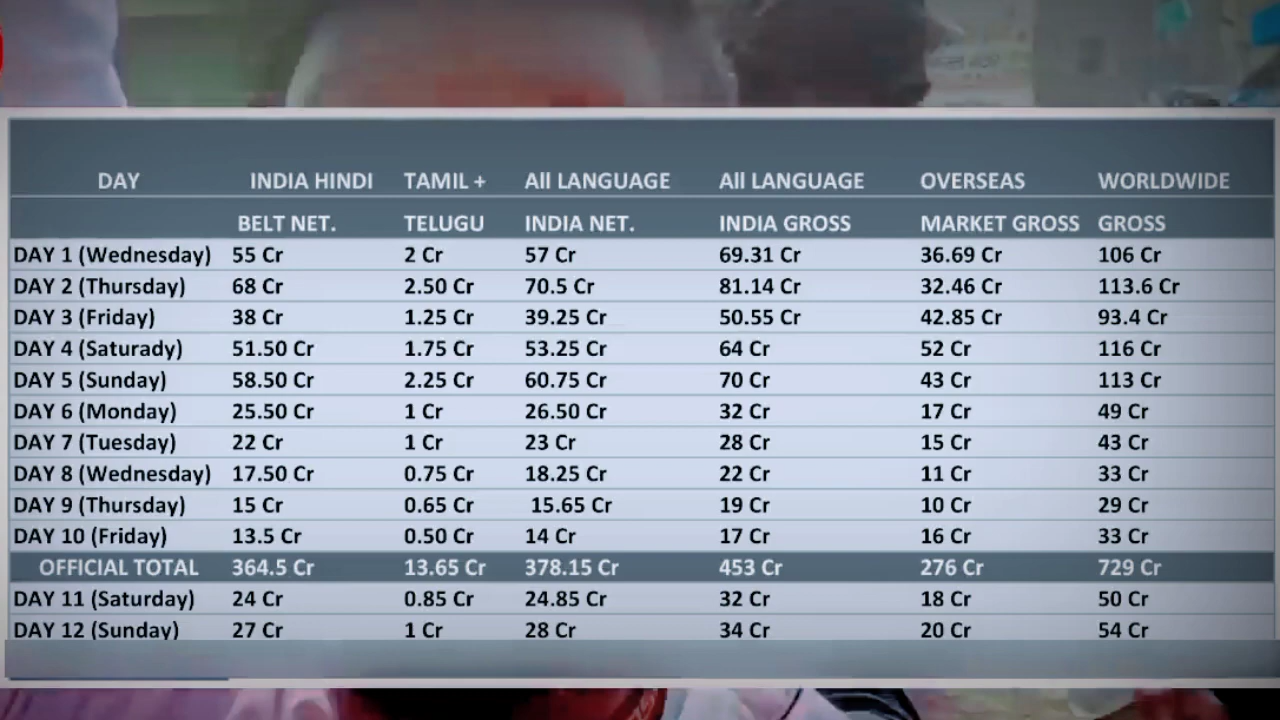 DAY INDIA HINDI TAMIL + All LANGUAGE All LANGUAGE OVERSEAS WORLDWIDE
BELT NET. TELUGU INDIA NET. INDIA GROSS MARKET GROSS GROSS
DAY 1 (Wednesday) 55 Cr 2 Cr 57 Cr 69.31 Cr 36.69 Cr 106 Cr
DAY 2 (Thursday) 68 Cr 2.50 Cr 70.5 Cr 81.14 Cr 32.46 Cr 113.6 Cr
DAY 3 (Friday) 38 Cr 1.25 Cr 39.25 Cr 50.55 Cr 42.85 Cr 93.4 Cr
DAY 4 (Saturady) 51.50 Cr 1.75 Cr 53.25 Cr 64 Cr 52 Cr 116 Cr
DAY 5 (Sunday) 58.50 Cr 2.25 Cr 60.75 Cr 70 Cr 43 Cr 113 Cr
DAY 6 (Monday) 25.50 Cr 1 Cr 26.50 Cr 32 Cr 17 Cr 49 Cr
DAY 7 (Tuesday) 22 Cr 1 Cr 23 Cr 28 Cr 15 Cr 43 Cr
DAY 8 (Wednesday) 17.50 Cr 0.75 Cr 18.25 Cr 22 Cr 11 Cr 33 Cr
DAY 9 (Thursday) 15 Cr 0.65 Cr 15.65 Cr 19 Cr 10 Cr 29 Cr
DAY 10 (Friday) 13.5 Cr 0.50 Cr 14 Cr 17 Cr 16 Cr 33 Cr
OFFICIAL TOTAL 364.5 Cr 13.65 Cr 378.15 Cr 453 Cr 276 Cr 729 Cr
DAY 11 (Saturday) 24 Cr 0.85 Cr 24.85 Cr 32 Cr 18 Cr 50 Cr
DAY 12 (Sunday) 27 Cr 1 Cr 28 Cr 34 Cr 20 Cr 54 Cr